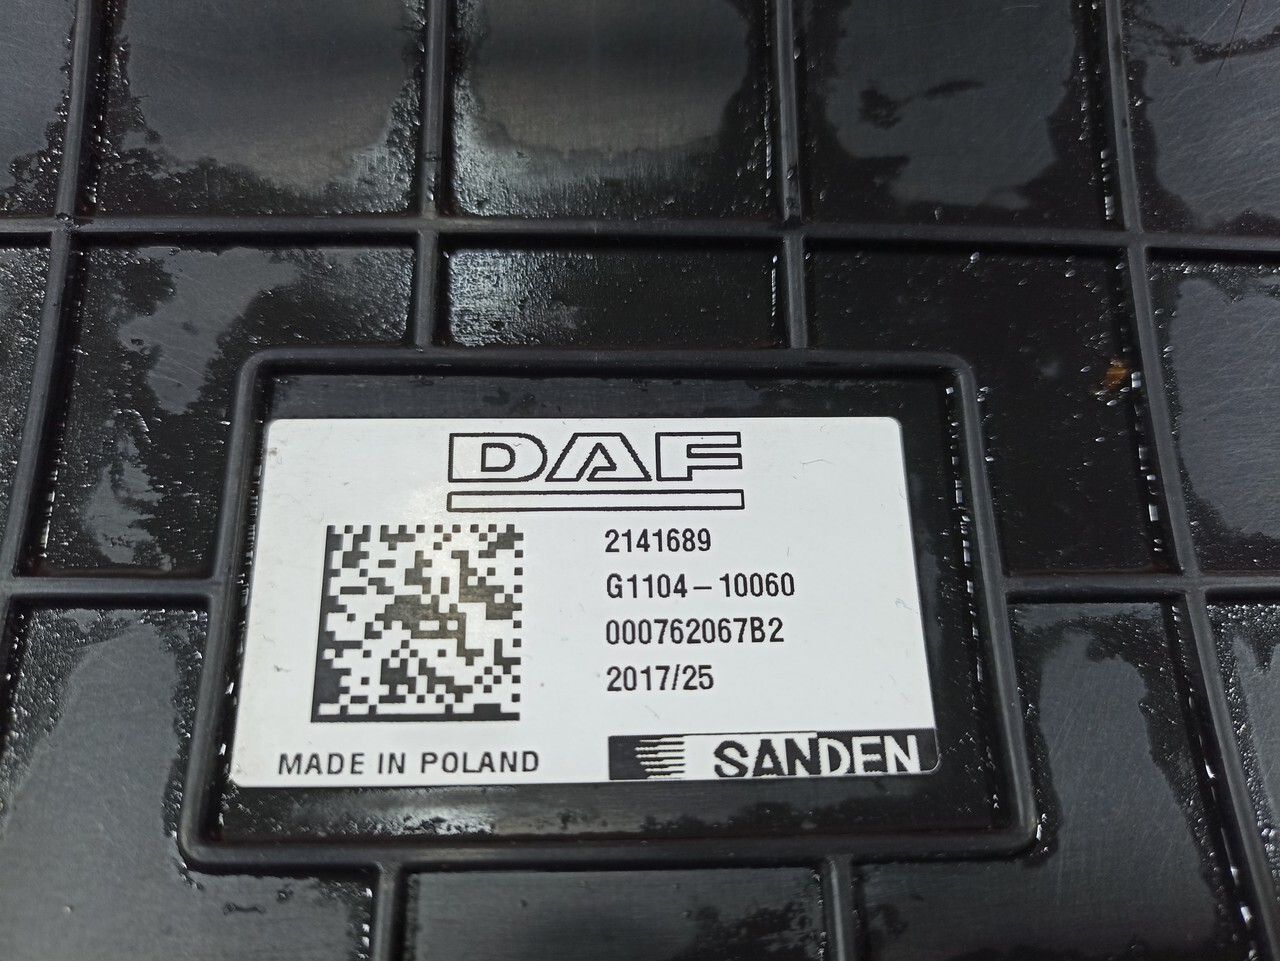 DAF
2141689
G1104-10060
000762067B2
2017/25
MADE IN POLAND
SANDEN